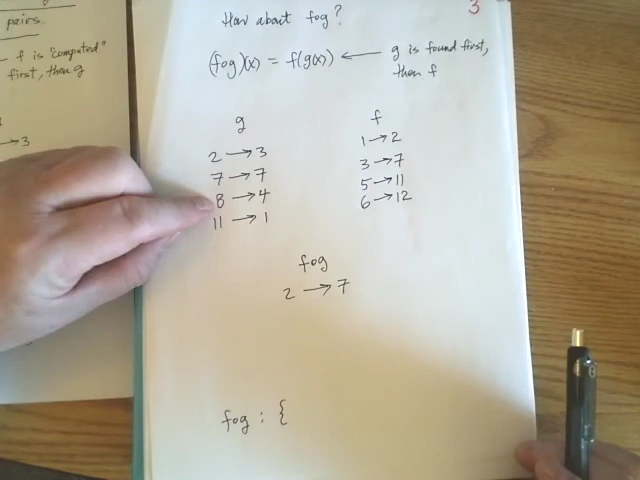 pairs.
f is "computed"
first, then g
→3
3
How about fog?
(fog)(x) = f(g(x)) ← g is found first,
then f
g
2 → 3
7 → 7
8 → 4
11 → 1
f
1 → 2
3 → 7
5 → 11
6 → 12
fog
2 → 7
fog : {